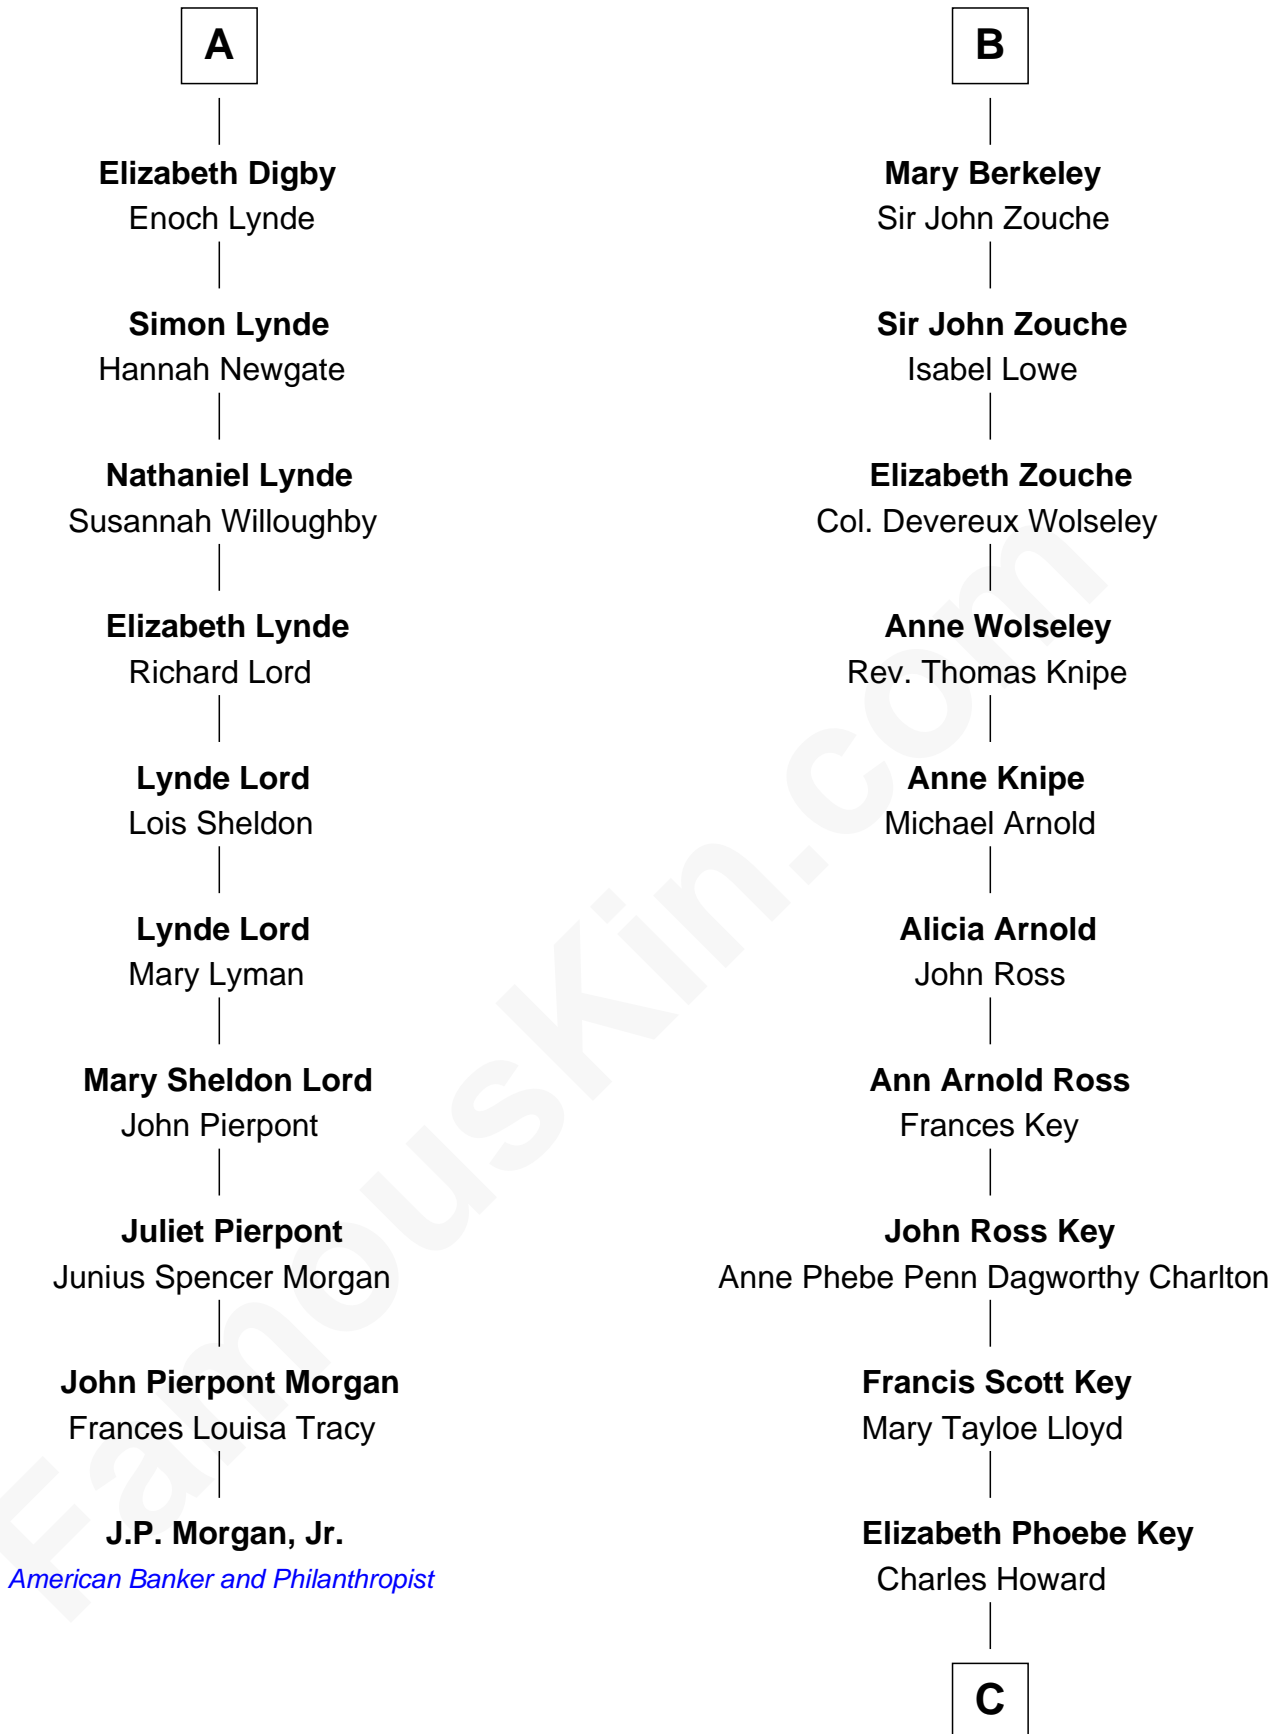 A
Elizabeth Digby
Enoch Lynde
Simon Lynde
Hannah Newgate
Nathaniel Lynde
Susannah Willoughby
Elizabeth Lynde
Richard Lord
Lynde Lord
Lois Sheldon
Lynde Lord
Mary Lyman
Mary Sheldon Lord
John Pierpont
Juliet Pierpont
Junius Spencer Morgan
John Pierpont Morgan
Frances Louisa Tracy
J.P. Morgan, Jr.
American Banker and Philanthropist
B
Mary Berkeley
Sir John Zouche
Sir John Zouche
Isabel Lowe
Elizabeth Zouche
Col. Devereux Wolseley
Anne Wolseley
Rev. Thomas Knipe
Anne Knipe
Michael Arnold
Alicia Arnold
John Ross
Ann Arnold Ross
Frances Key
John Ross Key
Anne Phebe Penn Dagworthy Charlton
Francis Scott Key
Mary Tayloe Lloyd
Elizabeth Phoebe Key
Charles Howard
C
FamousKin.com